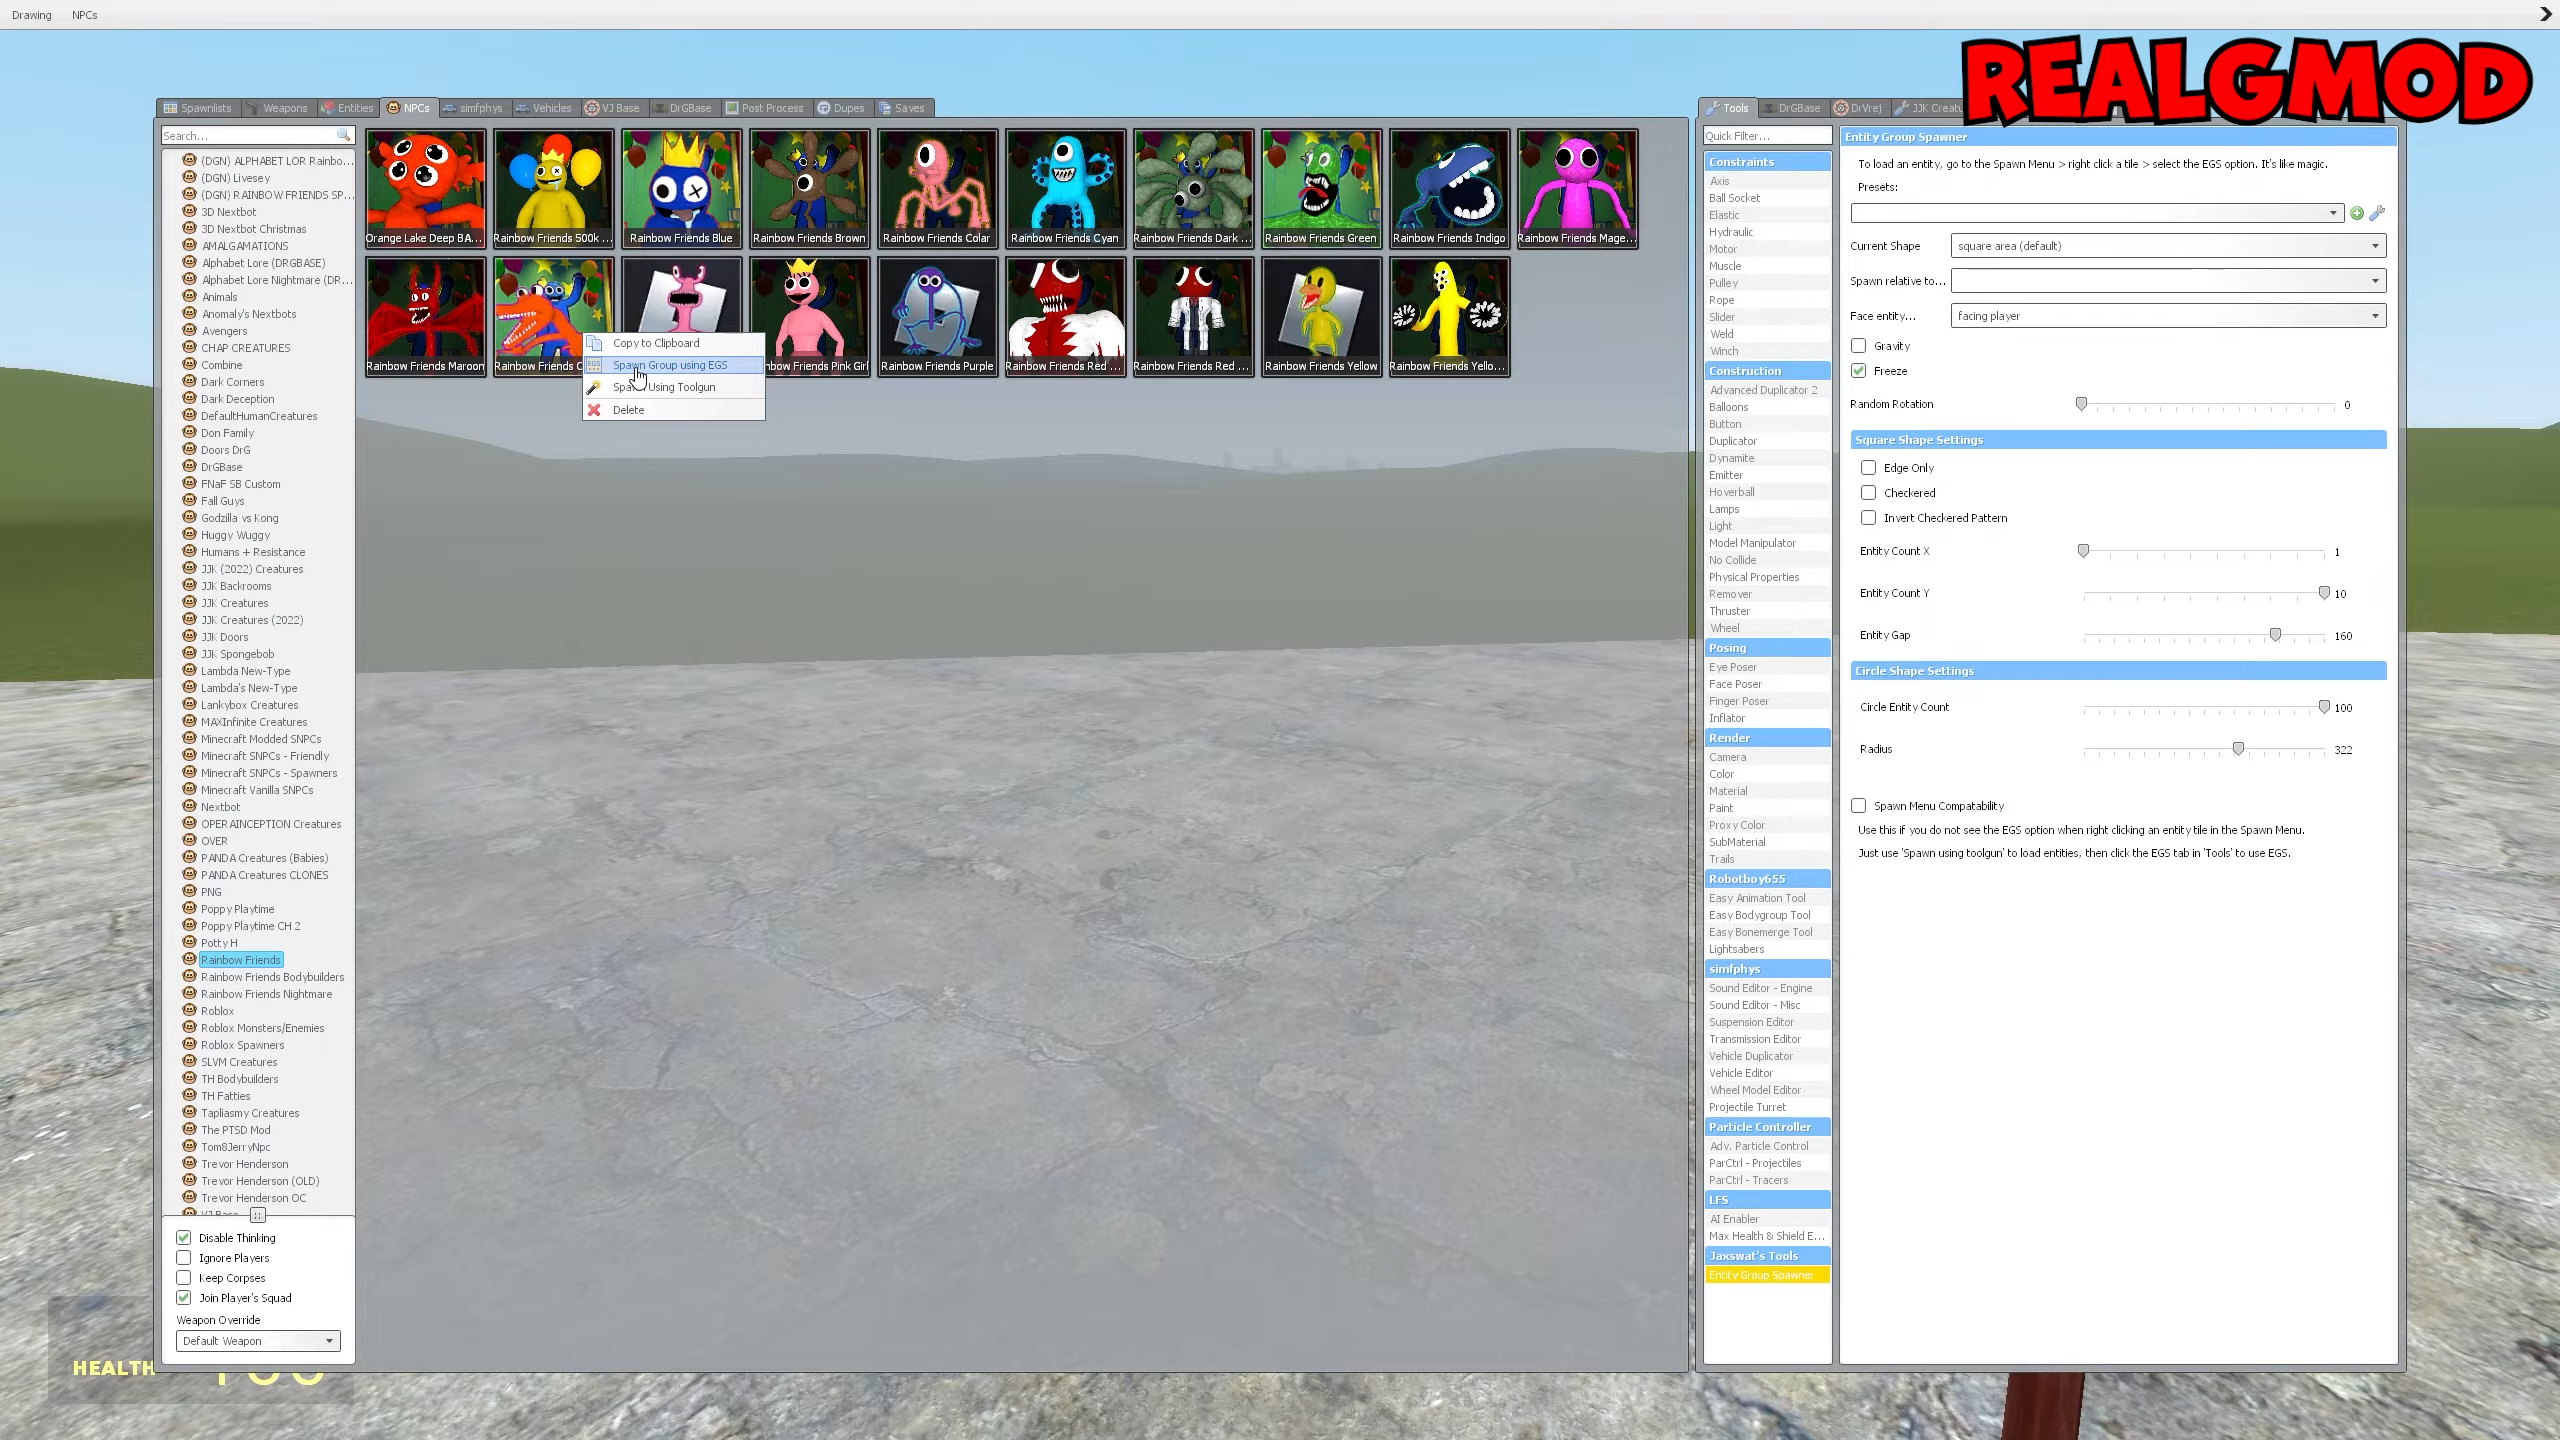 Drawing NPCs
REALGMOD
Spawnlists Weapons Entities NPCs simfphys Vehicles VJ Base DrGBase Post Process Dupes Saves
Search...
(DGN) ALPHABET LOR Rainbo...
(DGN) Livesey
(DGN) RAINBOW FRIENDS SP...
3D Nextbot
3D Nextbot Christmas
AMALGAMATIONS
Alphabet Lore (DRGBASE)
Alphabet Lore Nightmare (DR...
Animals
Anomaly's Nextbots
Avengers
CHAP CREATURES
Combine
Dark Corners
Dark Deception
DefaultHumanCreatures
Don Family
Doors DrG
DrGBase
FNaF SB Custom
Fall Guys
Godzilla vs Kong
Huggy Wuggy
Humans + Resistance
JJK (2022) Creatures
JJK Backrooms
JJK Creatures
JJK Creatures (2022)
JJK Doors
JJK Spongebob
Lambda New-Type
Lambda's New-Type
Lankybox Creatures
MAXInfinite Creatures
Minecraft Modded SNPCs
Minecraft SNPCs - Friendly
Minecraft SNPCs - Spawners
Minecraft Vanilla SNPCs
Nextbot
OPERAINCEPTION Creatures
OVER
PANDA Creatures (Babies)
PANDA Creatures CLONES
PNG
Poppy Playtime
Poppy Playtime CH 2
Potty H
Rainbow Friends
Rainbow Friends Bodybuilders
Rainbow Friends Nightmare
Roblox
Roblox Monsters/Enemies
Roblox Spawners
SLVM Creatures
TH Bodybuilders
TH Fatties
Tapliasmy Creatures
The PTSD Mod
Tom&JerryNpc
Trevor Henderson
Trevor Henderson (OLD)
Trevor Henderson OC
VJ Base
Disable Thinking
Ignore Players
Keep Corpses
Join Player's Squad
Weapon Override
Default Weapon
HEALTH 100
Orange Lake Deep BA... Rainbow Friends 500k ... Rainbow Friends Blue Rainbow Friends Brown Rainbow Friends Colar Rainbow Friends Cyan Rainbow Friends Dark ... Rainbow Friends Green Rainbow Friends Indigo Rainbow Friends Mage...
Rainbow Friends Maroon Rainbow Friends Pink Girl Rainbow Friends Purple Rainbow Friends Red ... Rainbow Friends Red ... Rainbow Friends Yellow Rainbow Friends Yello...
Copy to Clipboard
Spawn Group using EGS
Spawn Using Toolgun
Delete
Tools DrGBase DrVrej JJK Creatu
Quick Filter...
Constraints
Axis
Ball Socket
Elastic
Hydraulic
Motor
Muscle
Pulley
Rope
Slider
Weld
Winch
Construction
Advanced Duplicator 2
Balloons
Button
Duplicator
Dynamite
Emitter
Hoverball
Lamps
Light
Model Manipulator
No Collide
Physical Properties
Remover
Thruster
Wheel
Posing
Eye Poser
Face Poser
Finger Poser
Inflator
Render
Camera
Color
Material
Paint
Proxy Color
SubMaterial
Trails
Robotboy655
Easy Animation Tool
Easy Bodygroup Tool
Easy Bonemerge Tool
Lightsabers
simfphys
Sound Editor - Engine
Sound Editor - Misc
Suspension Editor
Transmission Editor
Vehicle Duplicator
Vehicle Editor
Wheel Model Editor
Projectile Turret
Particle Controller
Adv. Particle Control
ParCtrl - Projectiles
ParCtrl - Tracers
LFS
AI Enabler
Max Health & Shield E...
Jaxswat's Tools
Entity Group Spawner
Entity Group Spawner
To load an entity, go to the Spawn Menu > right click a tile > select the EGS option. It's like magic.
Presets:
Current Shape square area (default)
Spawn relative to...
Face entity... facing player
Gravity
Freeze
Random Rotation 0
Square Shape Settings
Edge Only
Checkered
Invert Checkered Pattern
Entity Count X 1
Entity Count Y 10
Entity Gap 160
Circle Shape Settings
Circle Entity Count 100
Radius 322
Spawn Menu Compatability
Use this if you do not see the EGS option when right clicking an entity tile in the Spawn Menu.
Just use 'Spawn using toolgun' to load entities, then click the EGS tab in 'Tools' to use EGS.